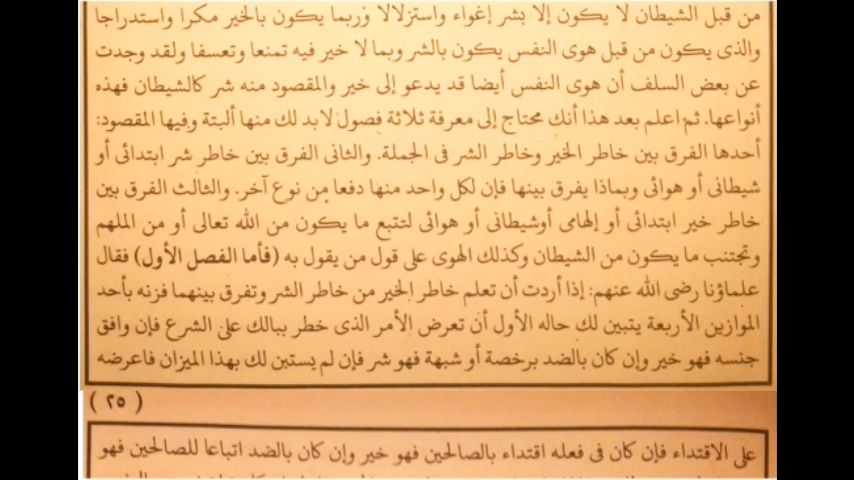 من قبل الشيطان لا يكون إلا بشر إغواء واستزلالا وربما يكون بالخير مكرا واستدراجا
والذى يكون من قبل هوى النفس يكون بالشر وبما لا خير فيه تمنعا وتعسفا ولقد وجدت
عن بعض السلف أن هوى النفس أيضا قد يدعو إلى خير والمقصود منه شر كالشيطان فهذه
أنواعها. ثم اعلم بعد هذا أنك محتاج إلى معرفة ثلاثة فصول لابد لك منها ألبتة وفيها المقصود:
أحدها الفرق بين خاطر الخير وخاطر الشر فى الجملة. والثانى الفرق بين خاطر شر ابتدائى أو
شيطانى أو هوائى وبماذا يفرق بينها فإن لكل واحد منها دفعا من نوع آخر. والثالث الفرق بين
خاطر خير ابتدائى أو إلهامى أوشيطانى أو هوائى لتتبع ما يكون من الله تعالى أو من الملهم
وتجتنب ما يكون من الشيطان وكذلك الهوى على قول من يقول به (فأما الفصل الأول) فقال
علماؤنا رضى الله عنهم: إذا أردت أن تعلم خاطر الخير من خاطر الشر وتفرق بينهما فزنه بأحد
الموازين الأربعة يتبين لك حاله الأول أن تعرض الأمر الذى خطر ببالك على الشرع فإن وافق
جنسه فهو خير وإن كان بالضد برخصة أو شبهة فهو شر فإن لم يستبن لك بهذا الميزان فاعرضه
( ٢٥ )
على الاقتداء فإن كان فى فعله اقتداء بالصالحين فهو خير وإن كان بالضد اتباعا للصالحين فهو